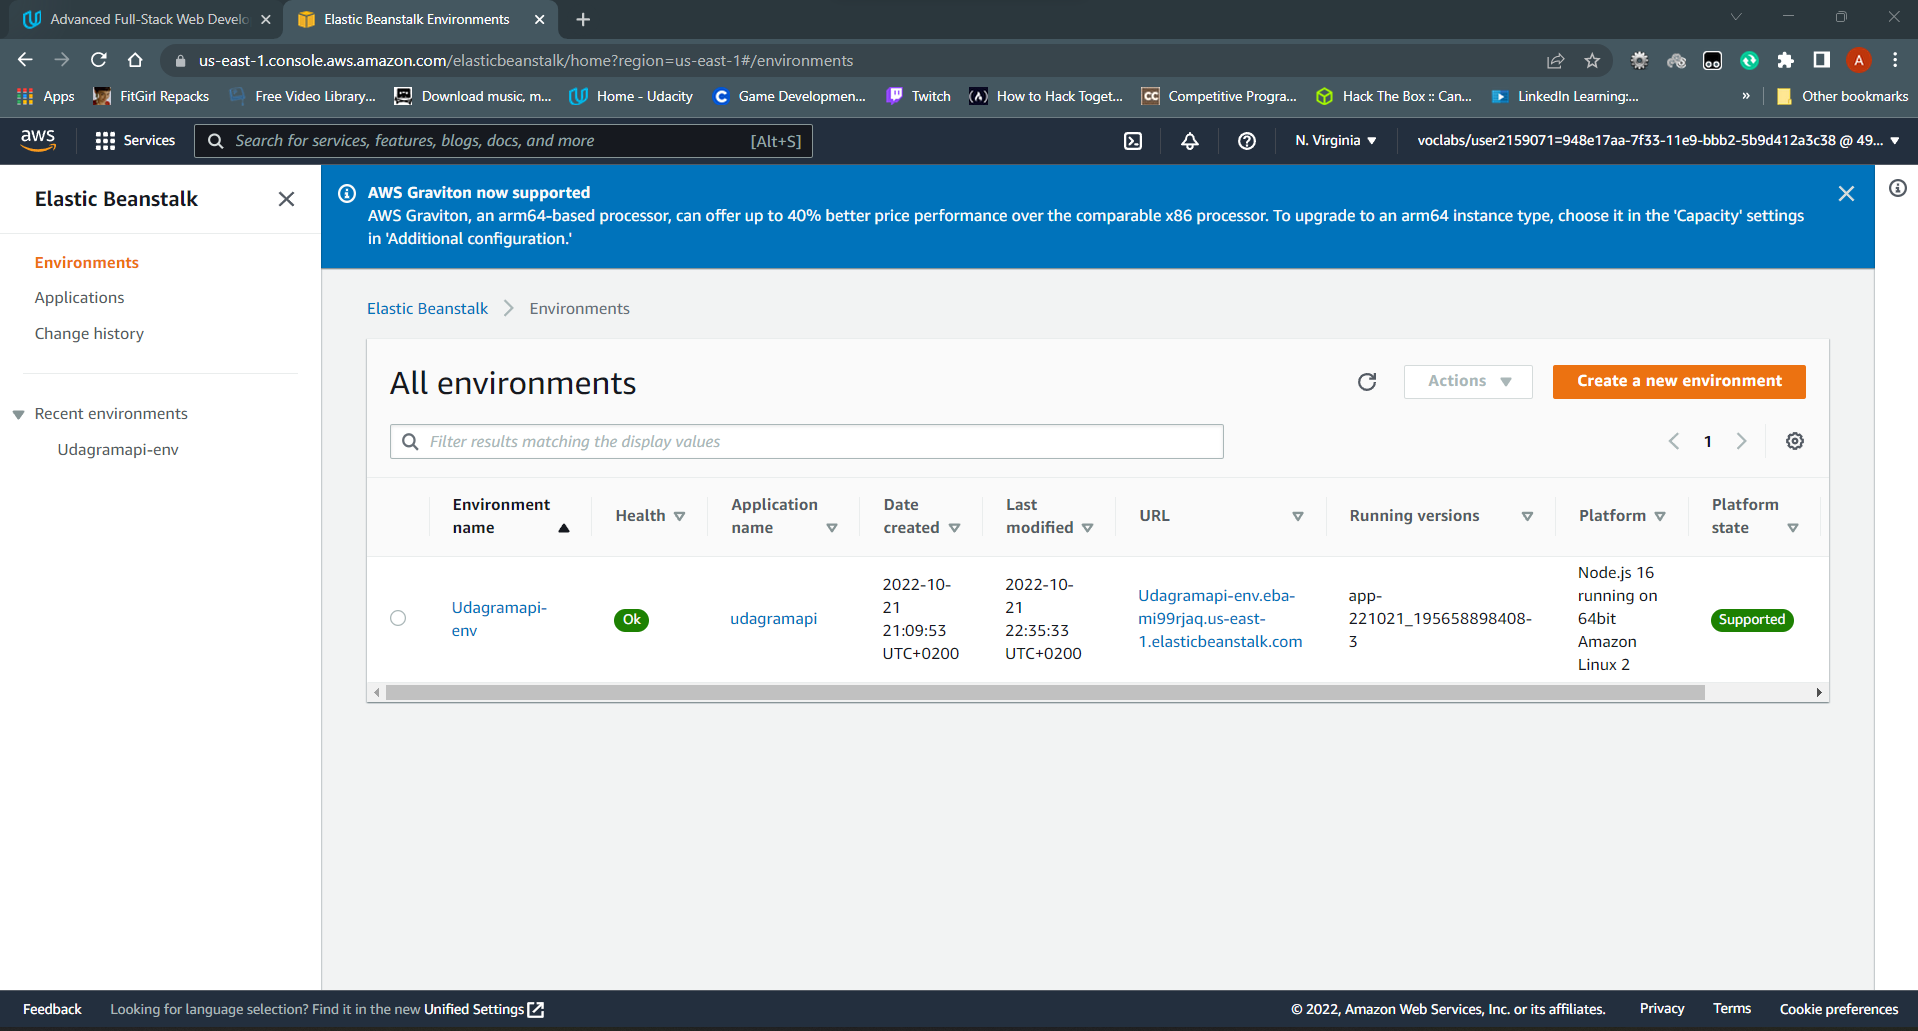 Advanced Full-Stack Web Develo
Elastic Beanstalk Environments
us-east-1.console.aws.amazon.com/elasticbeanstalk/home?region=us-east-1#/environments
A
Apps
FitGirl Repacks
Free Video Library...
Download music, m...
Home - Udacity
Game Developmen...
Twitch
How to Hack Toget...
Competitive Progra...
Hack The Box :: Can...
LinkedIn Learning:...
»
Other bookmarks
aws
Services
Search for services, features, blogs, docs, and more
[Alt+S]
N. Virginia
voclabs/user2159071=948e17aa-7f33-11e9-bbb2-5b9d412a3c38 @ 49...
Elastic Beanstalk
Environments
Applications
Change history
Recent environments
Udagramapi-env
AWS Graviton now supported
AWS Graviton, an arm64-based processor, can offer up to 40% better price performance over the comparable x86 processor. To upgrade to an arm64 instance type, choose it in the 'Capacity' settings
in 'Additional configuration.'
Elastic Beanstalk
Environments
All environments
Actions
Create a new environment
Filter results matching the display values
1
Environment
name
Health
Application
name
Date
created
Last
modified
URL
Running versions
Platform
Platform
state
Udagramapi-
env
Ok
udagramapi
2022-10-
21
21:09:53
UTC+0200
2022-10-
21
22:35:33
UTC+0200
Udagramapi-env.eba-
mi99rjaq.us-east-
1.elasticbeanstalk.com
app-
221021_195658898408-
3
Node.js 16
running on
64bit
Amazon
Linux 2
Supported
Feedback
Looking for language selection? Find it in the new Unified Settings
© 2022, Amazon Web Services, Inc. or its affiliates.
Privacy
Terms
Cookie preferences